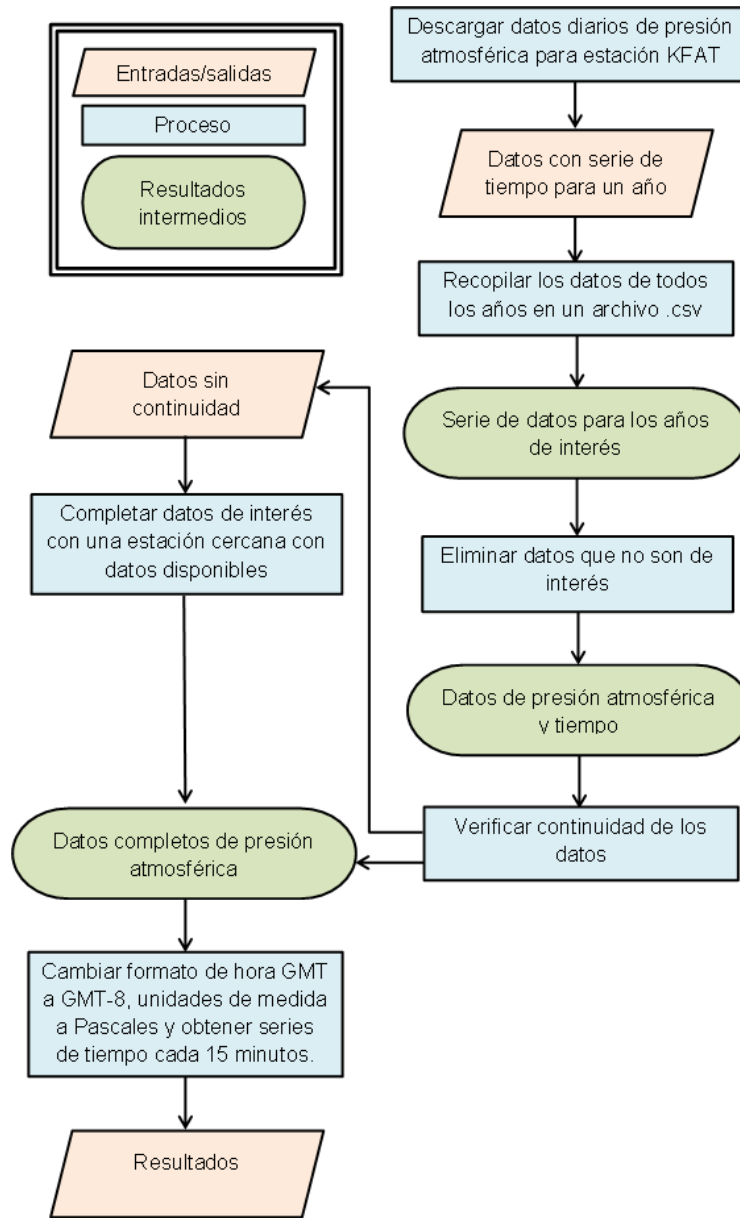 Entradas/salidas
Proceso
Resultados
intermedios
Descargar datos diarios de presión
atmosférica para estación KFAT
Datos con serie de
tiempo para un año
Recopilar los datos de todos
los años en un archivo .csv
Serie de datos para los años
de interés
Eliminar datos que no son de
interés
Datos de presión atmosférica
y tiempo
Verificar continuidad de los
datos
Datos sin
continuidad
Completar datos de interés
con una estación cercana con
datos disponibles
Datos completos de presión
atmosférica
Cambiar formato de hora GMT
a GMT-8, unidades de medida
a Pascales y obtener series
de tiempo cada 15 minutos.
Resultados